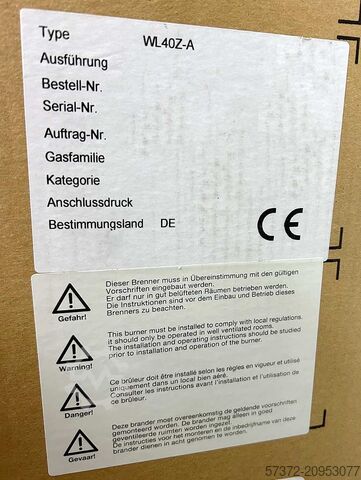 Type WL40Z-A
Ausführung
Bestell-Nr.
Serial-Nr.
Auftrag-Nr.
Gasfamilie
Kategorie
Anschlussdruck
Bestimmungsland DE
CE
Dieser Brenner muss in Übereinstimmung mit den gültigen
Vorschriften eingebaut werden.
Er darf nur in gut belüfteten Räumen betrieben werden.
Die Instruktionen sind vor dem Einbau und Betrieb dieses
Brenners zu beachten.
Gefahr!
This burner must be installed to comply with local regulations,
it should only be operated in well ventilated rooms.
The installation and operating instructions should be studied
prior to installation and operation of the burner.
Warning!
Ce brûleur doit être installé selon les règles en vigueur et utilisé
uniquement dans un local bien aéré.
Consulter les instructions avant l'installation et l'utilisation de
ce brûleur.
Danger!
Deze brander moet overeenkomstig de geldende voorschriften
gemonteerd worden. De brander mag alleen in goed
geventileerde ruimten worden ingezet.
De instructies voor het monteren en de inbedrijfname van deze
brander dienen in acht genomen te worden.
Gevaar!
57372-20953077